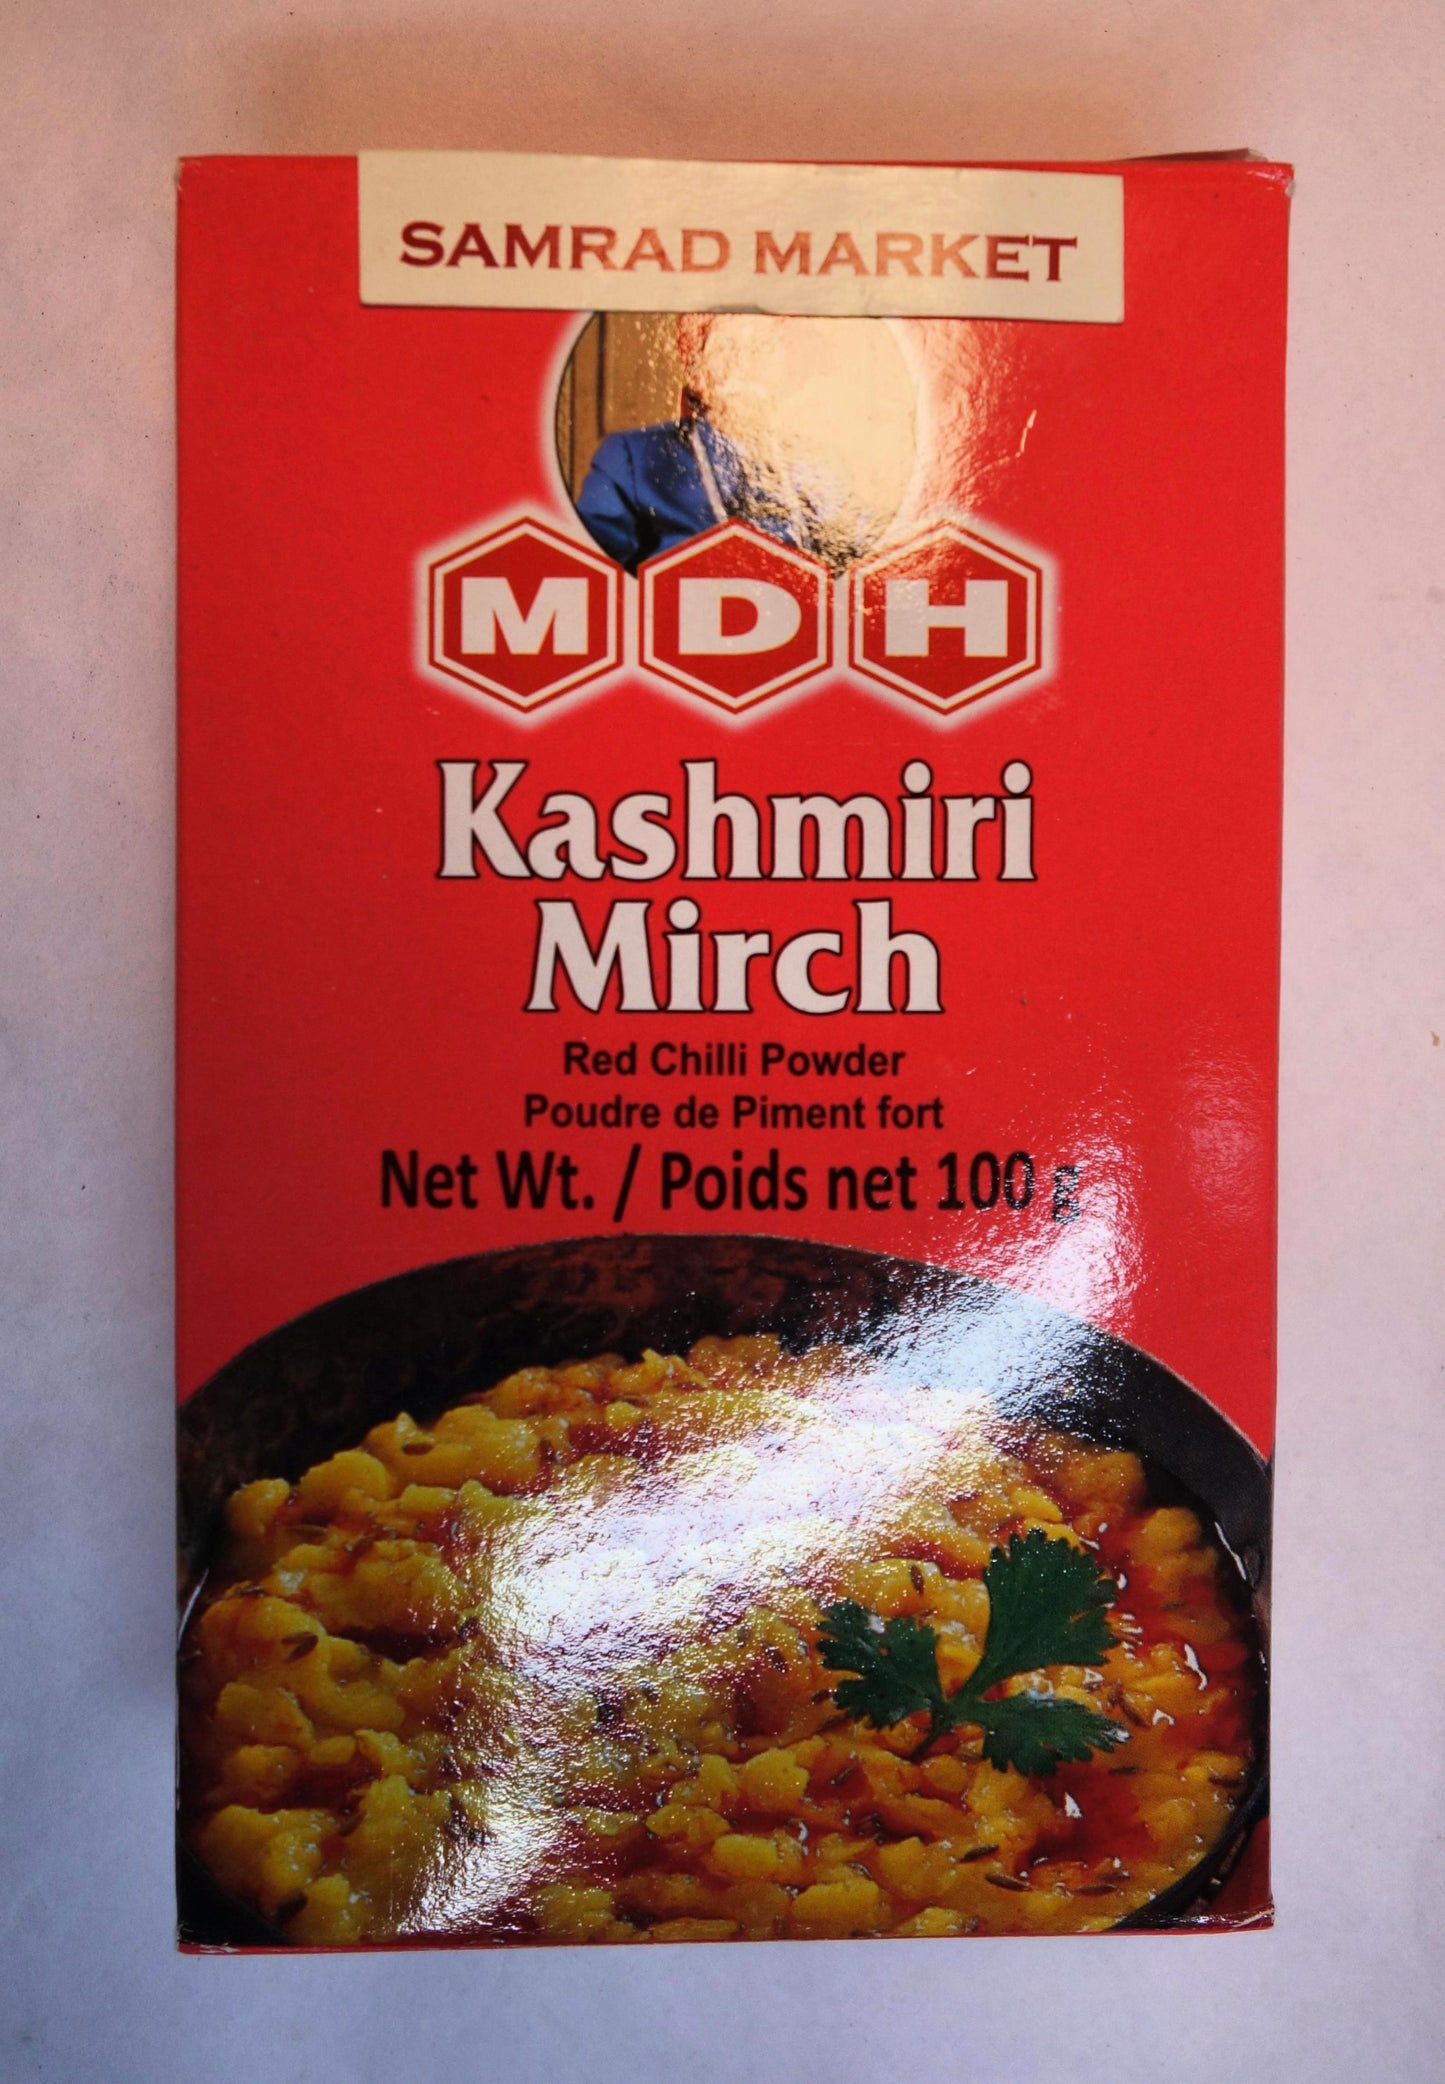 SAMRAD MARKET
MDH
Kashmiri
Mirch
Red Chilli Powder
Poudre de Piment fort
Net Wt. / Poids net 100 g